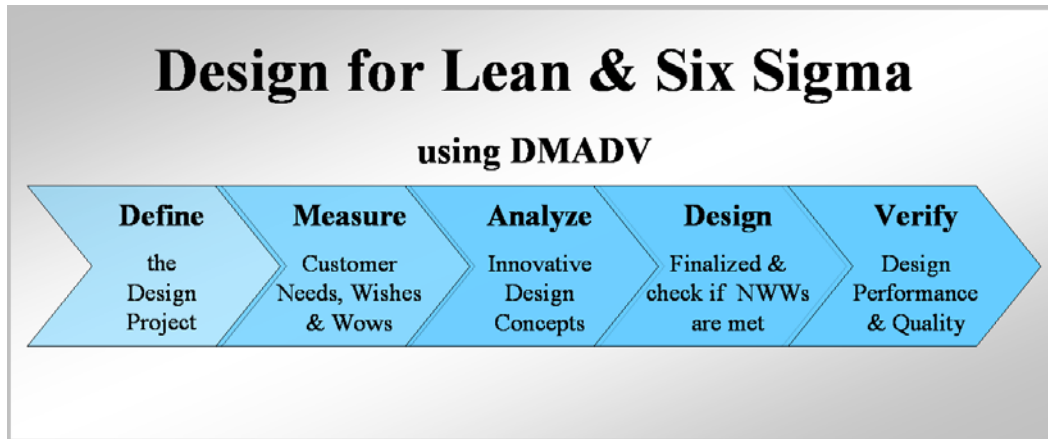 Design for Lean & Six Sigma
using DMADV
Define
the
Design
Project
Measure
Customer
Needs, Wishes
& Wows
Analyze
Innovative
Design
Concepts
Design
Finalized &
check if NWWs
are met
Verify
Design
Performance
& Quality